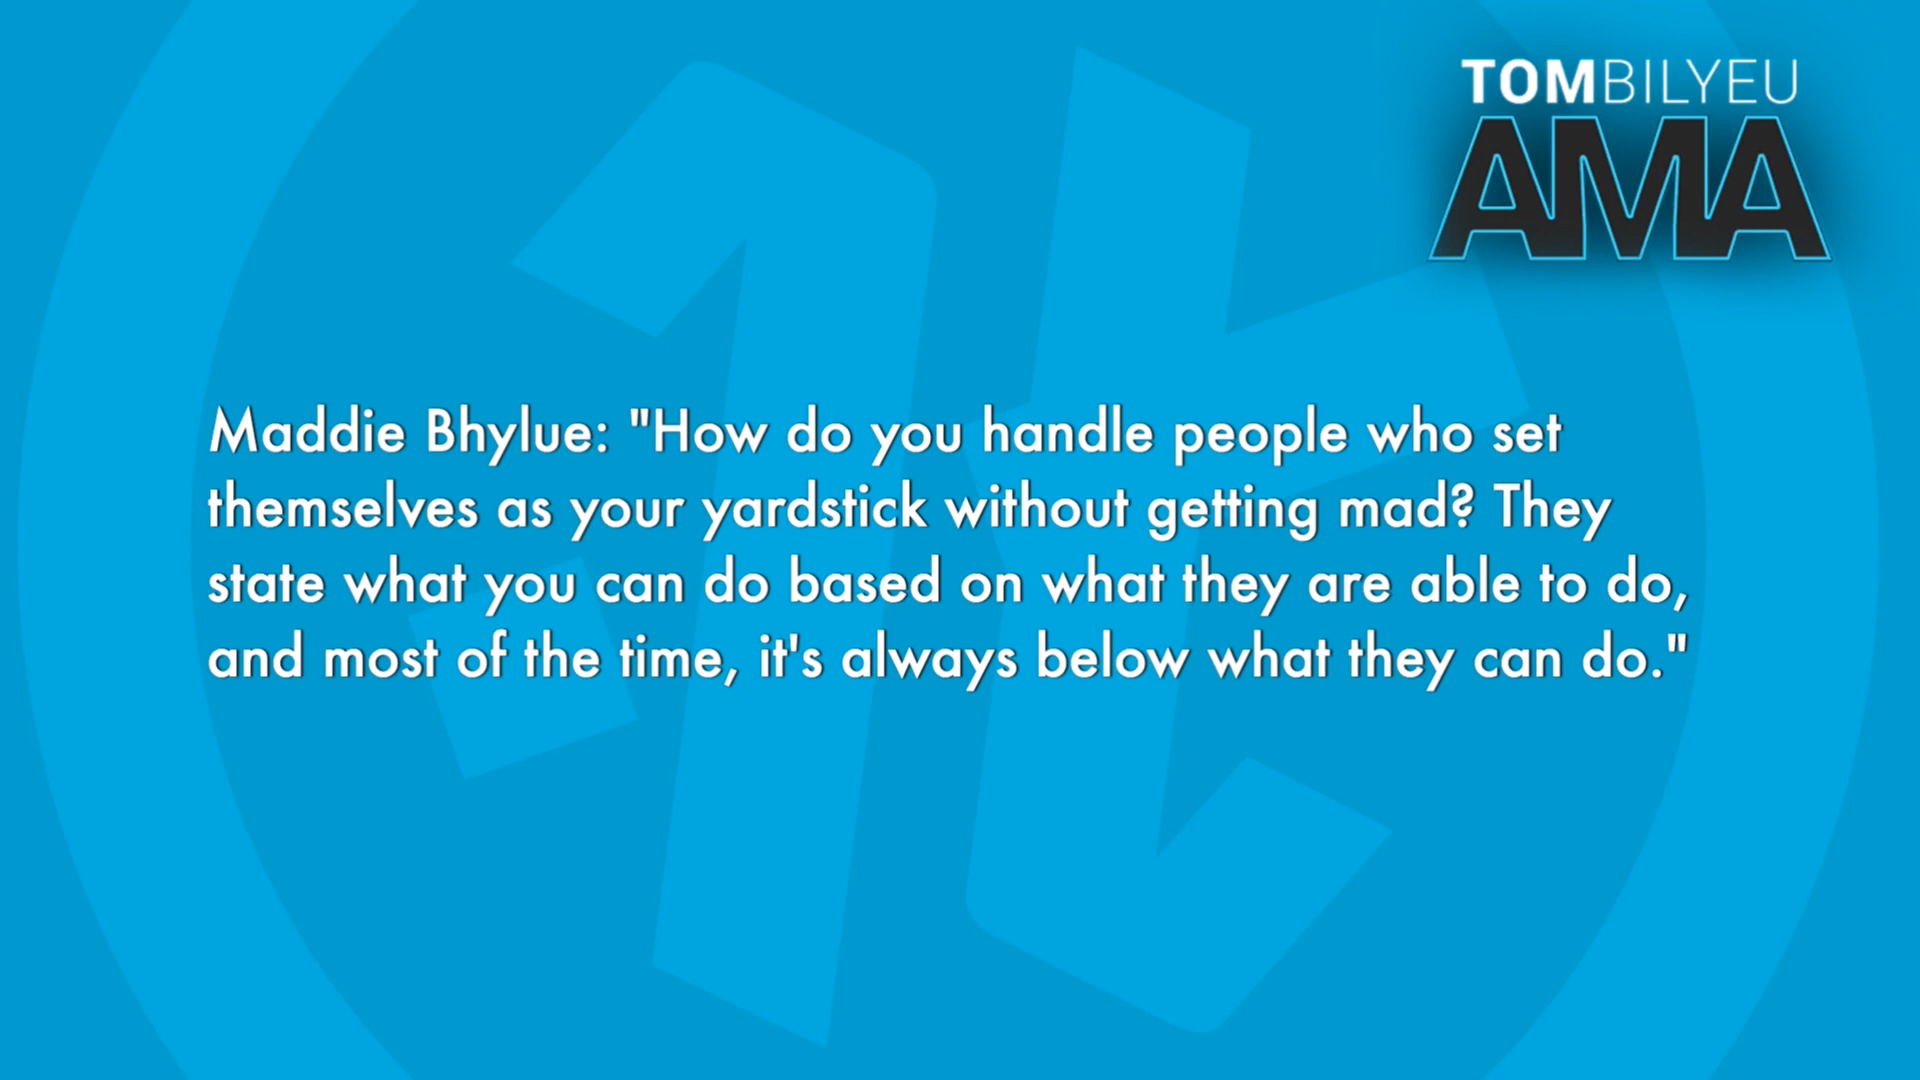 TOMBILYEU
AMA
Maddie Bhylue: "How do you handle people who set
themselves as your yardstick without getting mad? They
state what you can do based on what they are able to do,
and most of the time, it's always below what they can do."